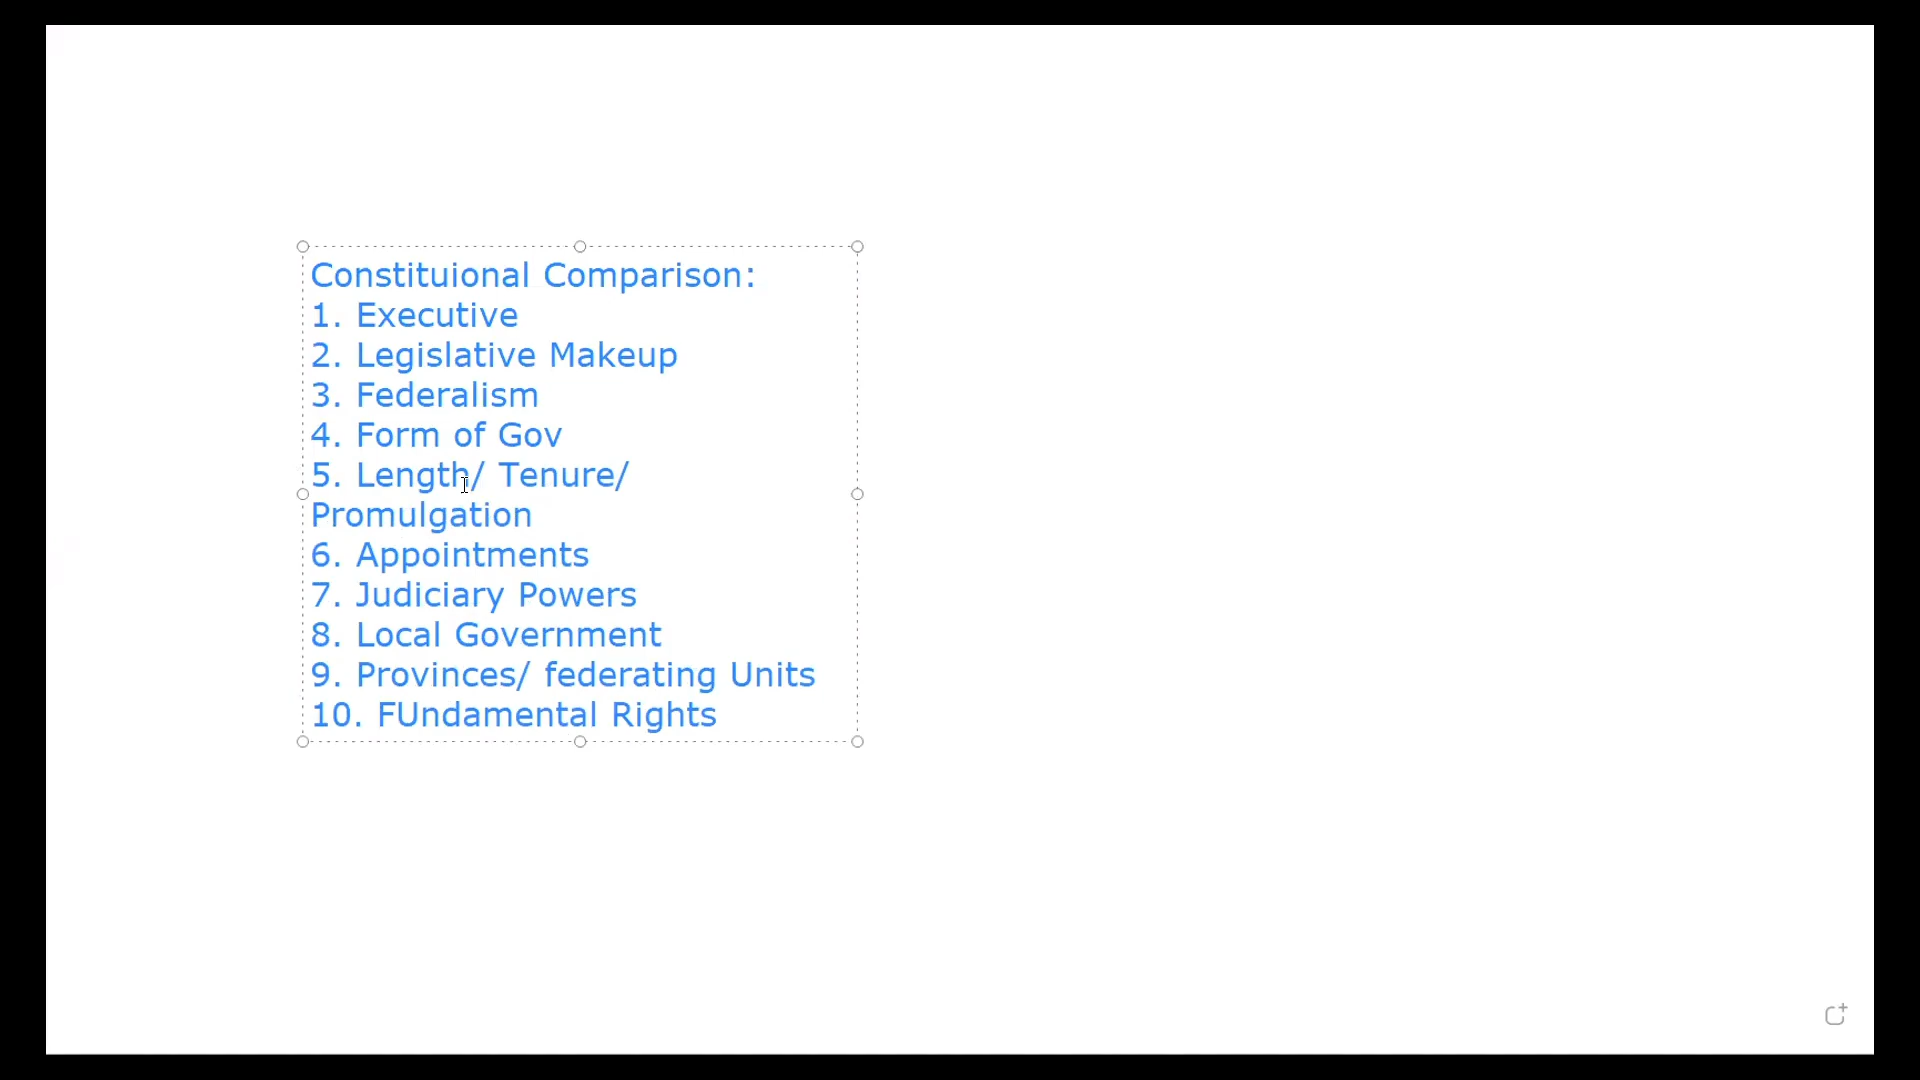 Constituional Comparison:
1. Executive
2. Legislative Makeup
3. Federalism
4. Form of Gov
5. Length/ Tenure/
Promulgation
6. Appointments
7. Judiciary Powers
8. Local Government
9. Provinces/ federating Units
10. FUndamental Rights